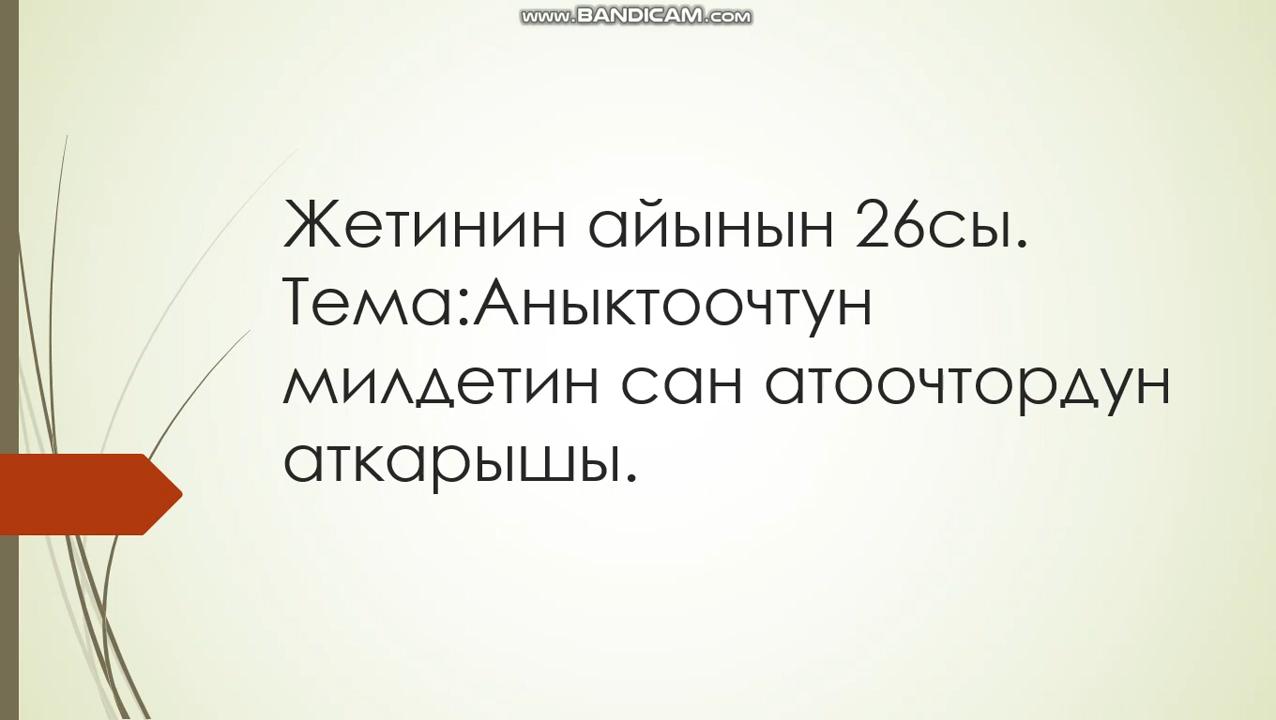 www.BANDICAM.com
Жетинин айынын 26сы.
Тема:Аныктоочтун
милдетин сан атоочтордун
аткарышы.